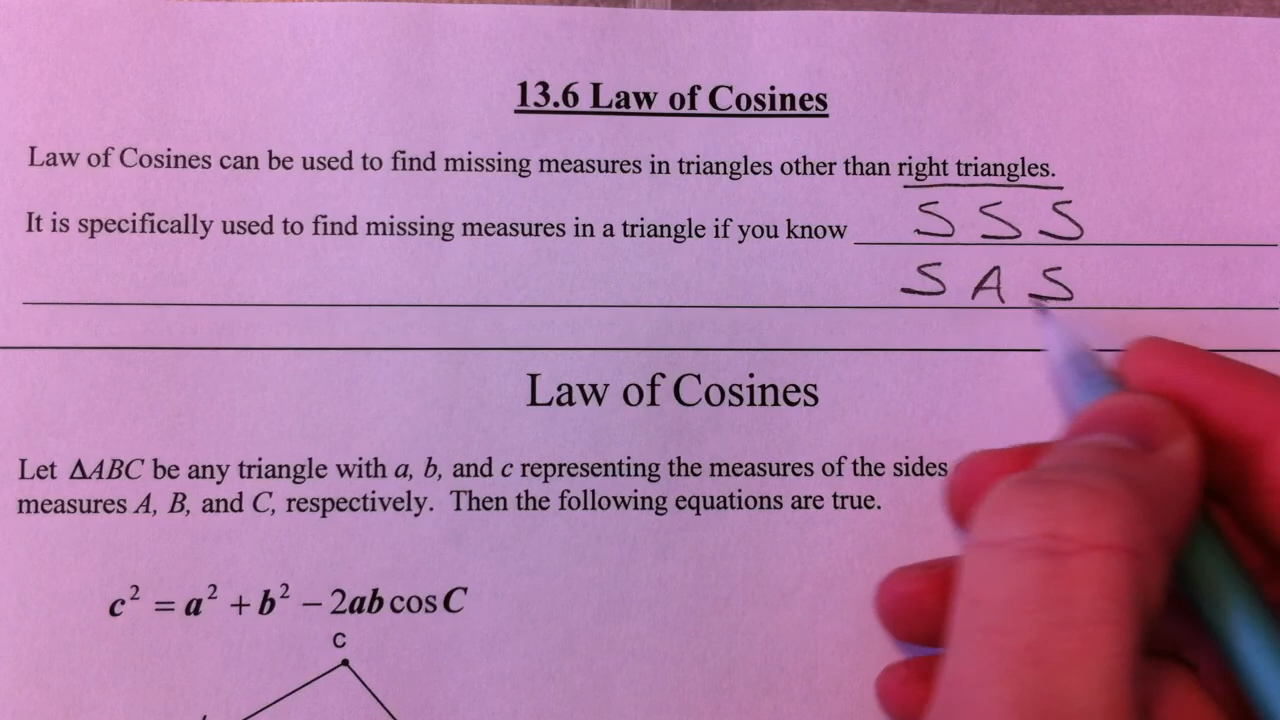 13.6 Law of Cosines
Law of Cosines can be used to find missing measures in triangles other than right triangles.
It is specifically used to find missing measures in a triangle if you know S S S
S A S
Law of Cosines
Let ΔABC be any triangle with a, b, and c representing the measures of the sides
measures A, B, and C, respectively. Then the following equations are true.
c² = a² + b² − 2ab cos C
C